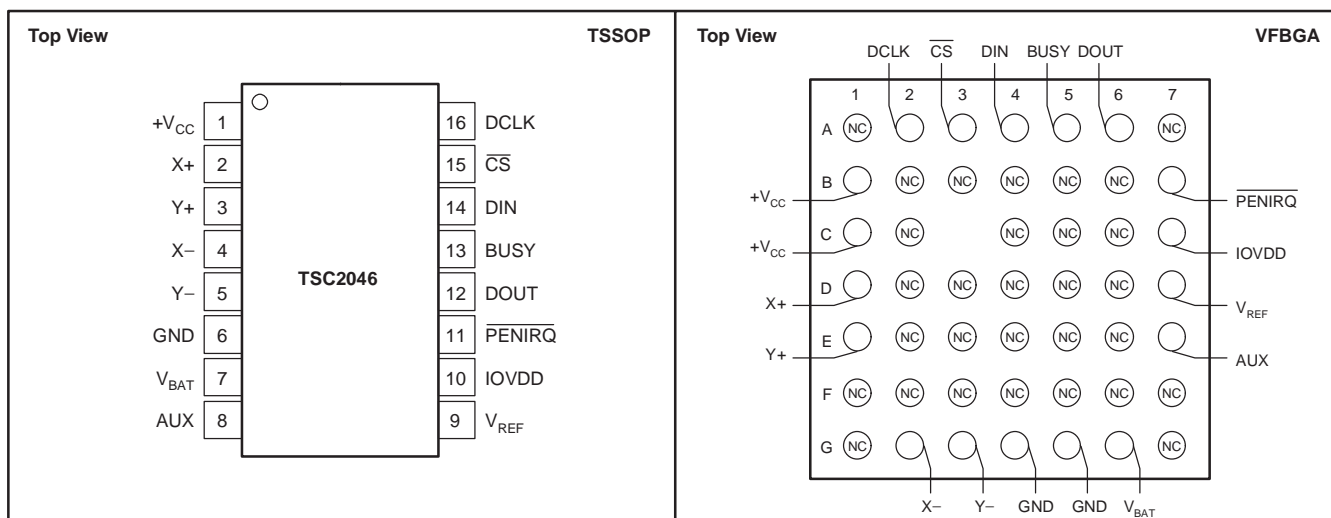 Top View TSSOP
+VCC 1 16 DCLK
X+ 2 15 CS
Y+ 3 14 DIN
X− 4 13 BUSY
TSC2046
Y− 5 12 DOUT
GND 6 11 PENIRQ
VBAT 7 10 IOVDD
AUX 8 9 VREF
Top View VFBGA
DCLK CS DIN BUSY DOUT
1 2 3 4 5 6 7
A NC NC
B NC NC NC NC NC
+VCC PENIRQ
C NC NC NC NC
+VCC IOVDD
D NC NC NC NC NC
X+ VREF
E NC NC NC NC NC
Y+ AUX
F NC NC NC NC NC NC NC
G NC NC
X− Y− GND GND VBAT